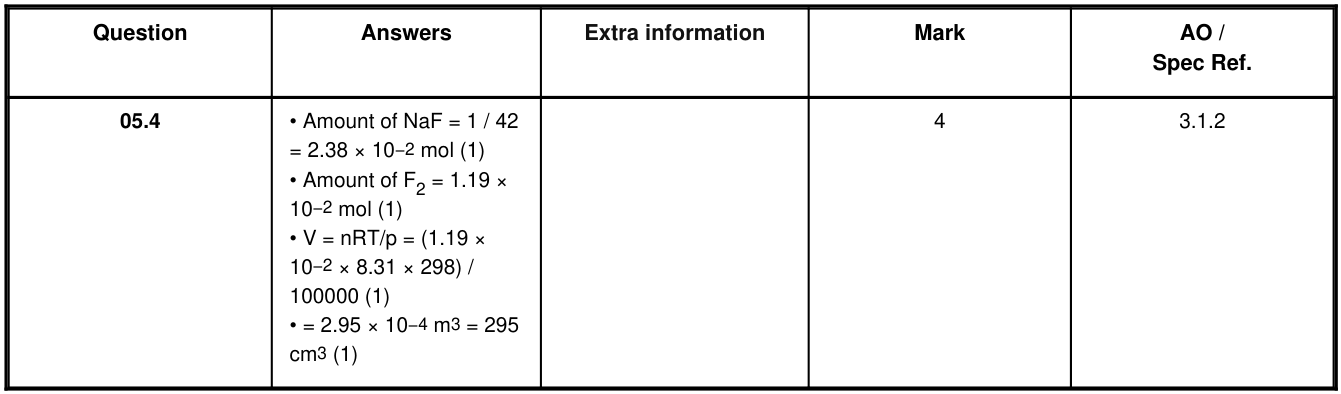 Question Answers Extra information Mark AO /
Spec Ref.
05.4 • Amount of NaF = 1 / 42 4 3.1.2
= 2.38 × 10−2 mol (1)
• Amount of F2 = 1.19 ×
10−2 mol (1)
• V = nRT/p = (1.19 ×
10−2 × 8.31 × 298) /
100000 (1)
• = 2.95 × 10−4 m3 = 295
cm3 (1)